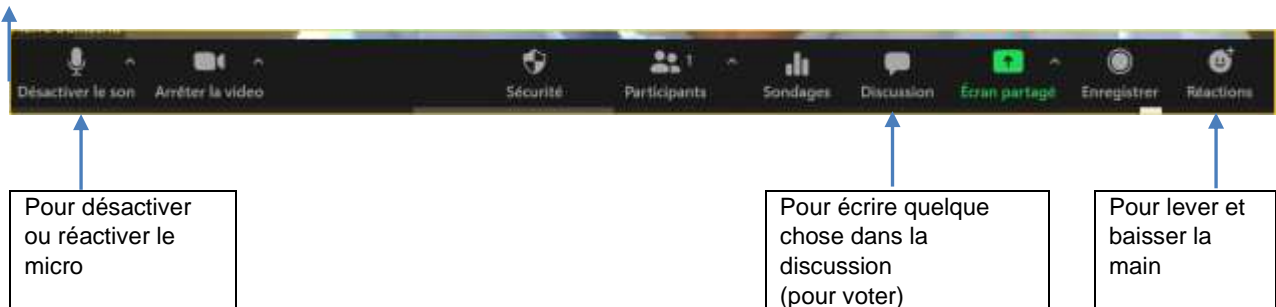 Désactiver le son Arrêter la video Sécurité Participants 1 Sondages Discussion Écran partagé Enregistrer Réactions
Pour désactiver
ou réactiver le
micro
Pour écrire quelque
chose dans la
discussion
(pour voter)
Pour lever et
baisser la
main